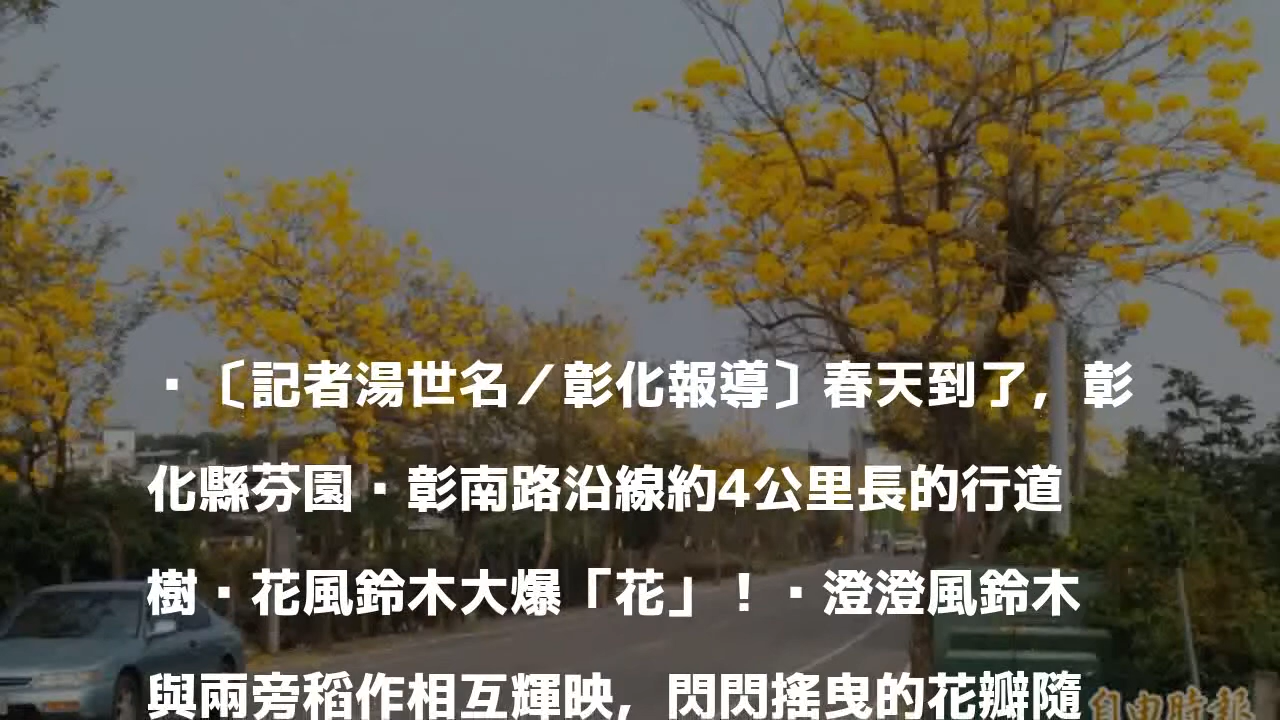 ▪〔記者湯世名／彰化報導〕春天到了，彰
化縣芬園▪彰南路沿線約4公里長的行道
樹▪花風鈴木大爆「花」！▪澄澄風鈴木
與兩旁稻作相互輝映，閃閃搖曳的花瓣隨
自由時報